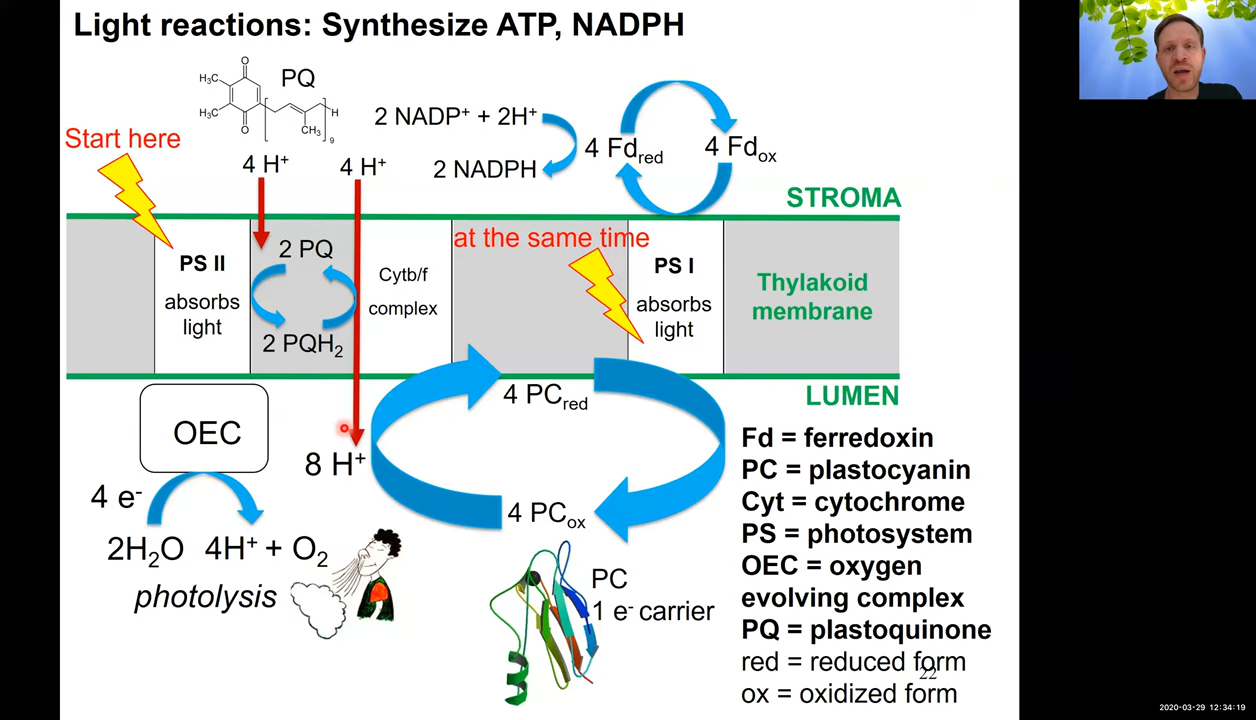 Light reactions: Synthesize ATP, NADPH
O
H₃C
H₃C
O
CH₃
H
9
PQ
Start here
4 H⁺
4 H⁺
2 NADP⁺ + 2H⁺
2 NADPH
4 Fdred
4 Fdox
STROMA
PS II
absorbs
light
2 PQ
2 PQH₂
Cytb/f
complex
at the same time
PS I
absorbs
light
Thylakoid
membrane
LUMEN
OEC
8 H⁺
4 PCred
4 PCox
4 e⁻
2H₂O 4H⁺ + O₂
photolysis
PC
1 e⁻ carrier
Fd = ferredoxin
PC = plastocyanin
Cyt = cytochrome
PS = photosystem
OEC = oxygen
evolving complex
PQ = plastoquinone
red = reduced form
22
ox = oxidized form
2020-03-29 12:34:19